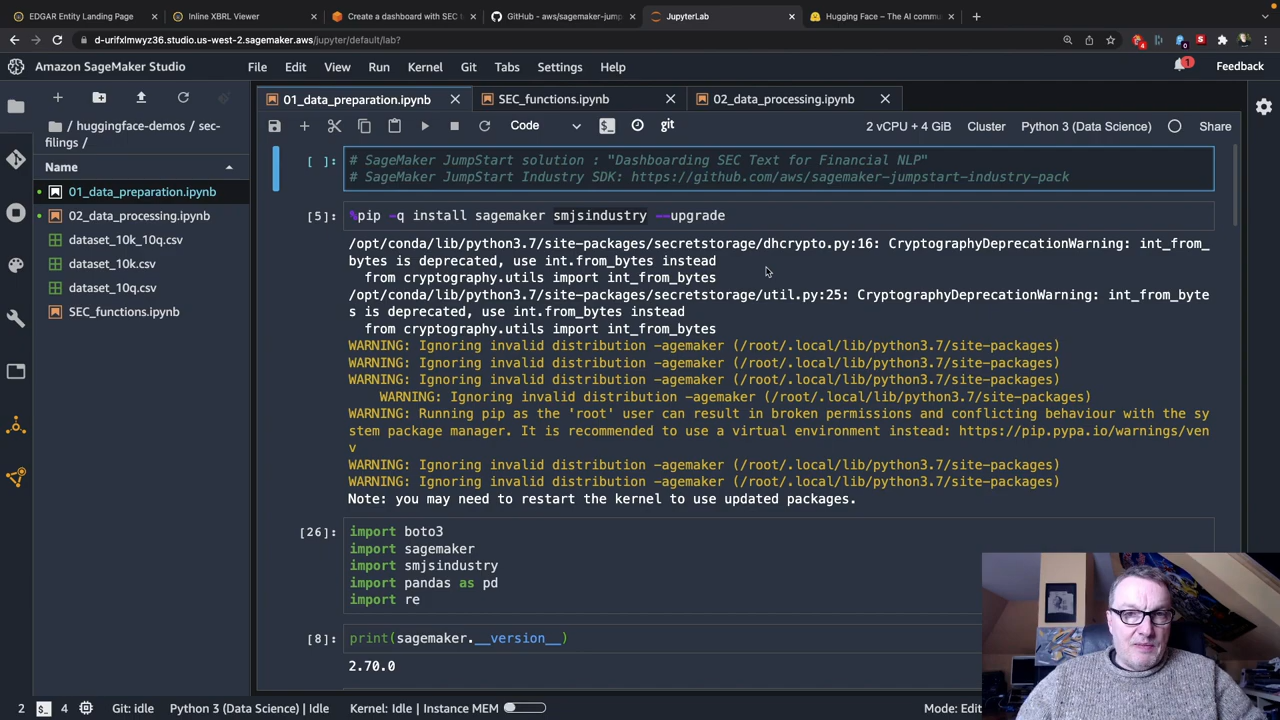 EDGAR Entity Landing Page
Inline XBRL Viewer
Create a dashboard with SEC t
GitHub - aws/sagemaker-jump
JupyterLab
Hugging Face – The AI commu
d-urifxlmwyz36.studio.us-west-2.sagemaker.aws/jupyter/default/lab?
Amazon SageMaker Studio
File Edit View Run Kernel Git Tabs Settings Help
1
Feedback
01_data_preparation.ipynb
SEC_functions.ipynb
02_data_processing.ipynb
Code
git
2 vCPU + 4 GiB
Cluster
Python 3 (Data Science)
Share
/ huggingface-demos / sec-
filings /
Name
01_data_preparation.ipynb
02_data_processing.ipynb
dataset_10k_10q.csv
dataset_10k.csv
dataset_10q.csv
SEC_functions.ipynb
[ ]: # SageMaker JumpStart solution : "Dashboarding SEC Text for Financial NLP"
# SageMaker JumpStart Industry SDK: https://github.com/aws/sagemaker-jumpstart-industry-pack
[5]: %pip -q install sagemaker smjsindustry --upgrade
/opt/conda/lib/python3.7/site-packages/secretstorage/dhcrypto.py:16: CryptographyDeprecationWarning: int_from_
bytes is deprecated, use int.from_bytes instead
from cryptography.utils import int_from_bytes
/opt/conda/lib/python3.7/site-packages/secretstorage/util.py:25: CryptographyDeprecationWarning: int_from_byte
s is deprecated, use int.from_bytes instead
from cryptography.utils import int_from_bytes
WARNING: Ignoring invalid distribution -agemaker (/root/.local/lib/python3.7/site-packages)
WARNING: Ignoring invalid distribution -agemaker (/root/.local/lib/python3.7/site-packages)
WARNING: Ignoring invalid distribution -agemaker (/root/.local/lib/python3.7/site-packages)
WARNING: Ignoring invalid distribution -agemaker (/root/.local/lib/python3.7/site-packages)
WARNING: Running pip as the 'root' user can result in broken permissions and conflicting behaviour with the sy
stem package manager. It is recommended to use a virtual environment instead: https://pip.pypa.io/warnings/ven
v
WARNING: Ignoring invalid distribution -agemaker (/root/.local/lib/python3.7/site-packages)
WARNING: Ignoring invalid distribution -agemaker (/root/.local/lib/python3.7/site-packages)
Note: you may need to restart the kernel to use updated packages.
[26]: import boto3
import sagemaker
import smjsindustry
import pandas as pd
import re
[8]: print(sagemaker.__version__)
2.70.0
2
4
Git: idle
Python 3 (Data Science) | Idle
Kernel: Idle | Instance MEM
Mode: Edi